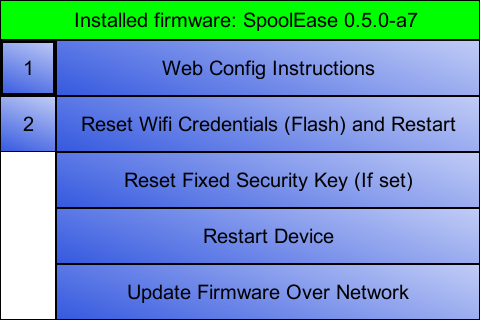 Installed firmware: SpoolEase 0.5.0-a7
1
Web Config Instructions
2
Reset Wifi Credentials (Flash) and Restart
Reset Fixed Security Key (If set)
Restart Device
Update Firmware Over Network